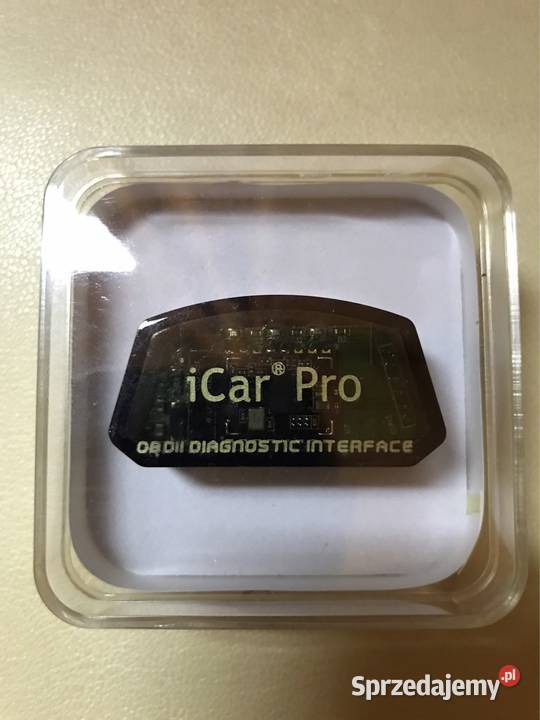 iCar® Pro
OBDII DIAGNOSTIC INTERFACE
Sprzedajemy.pl